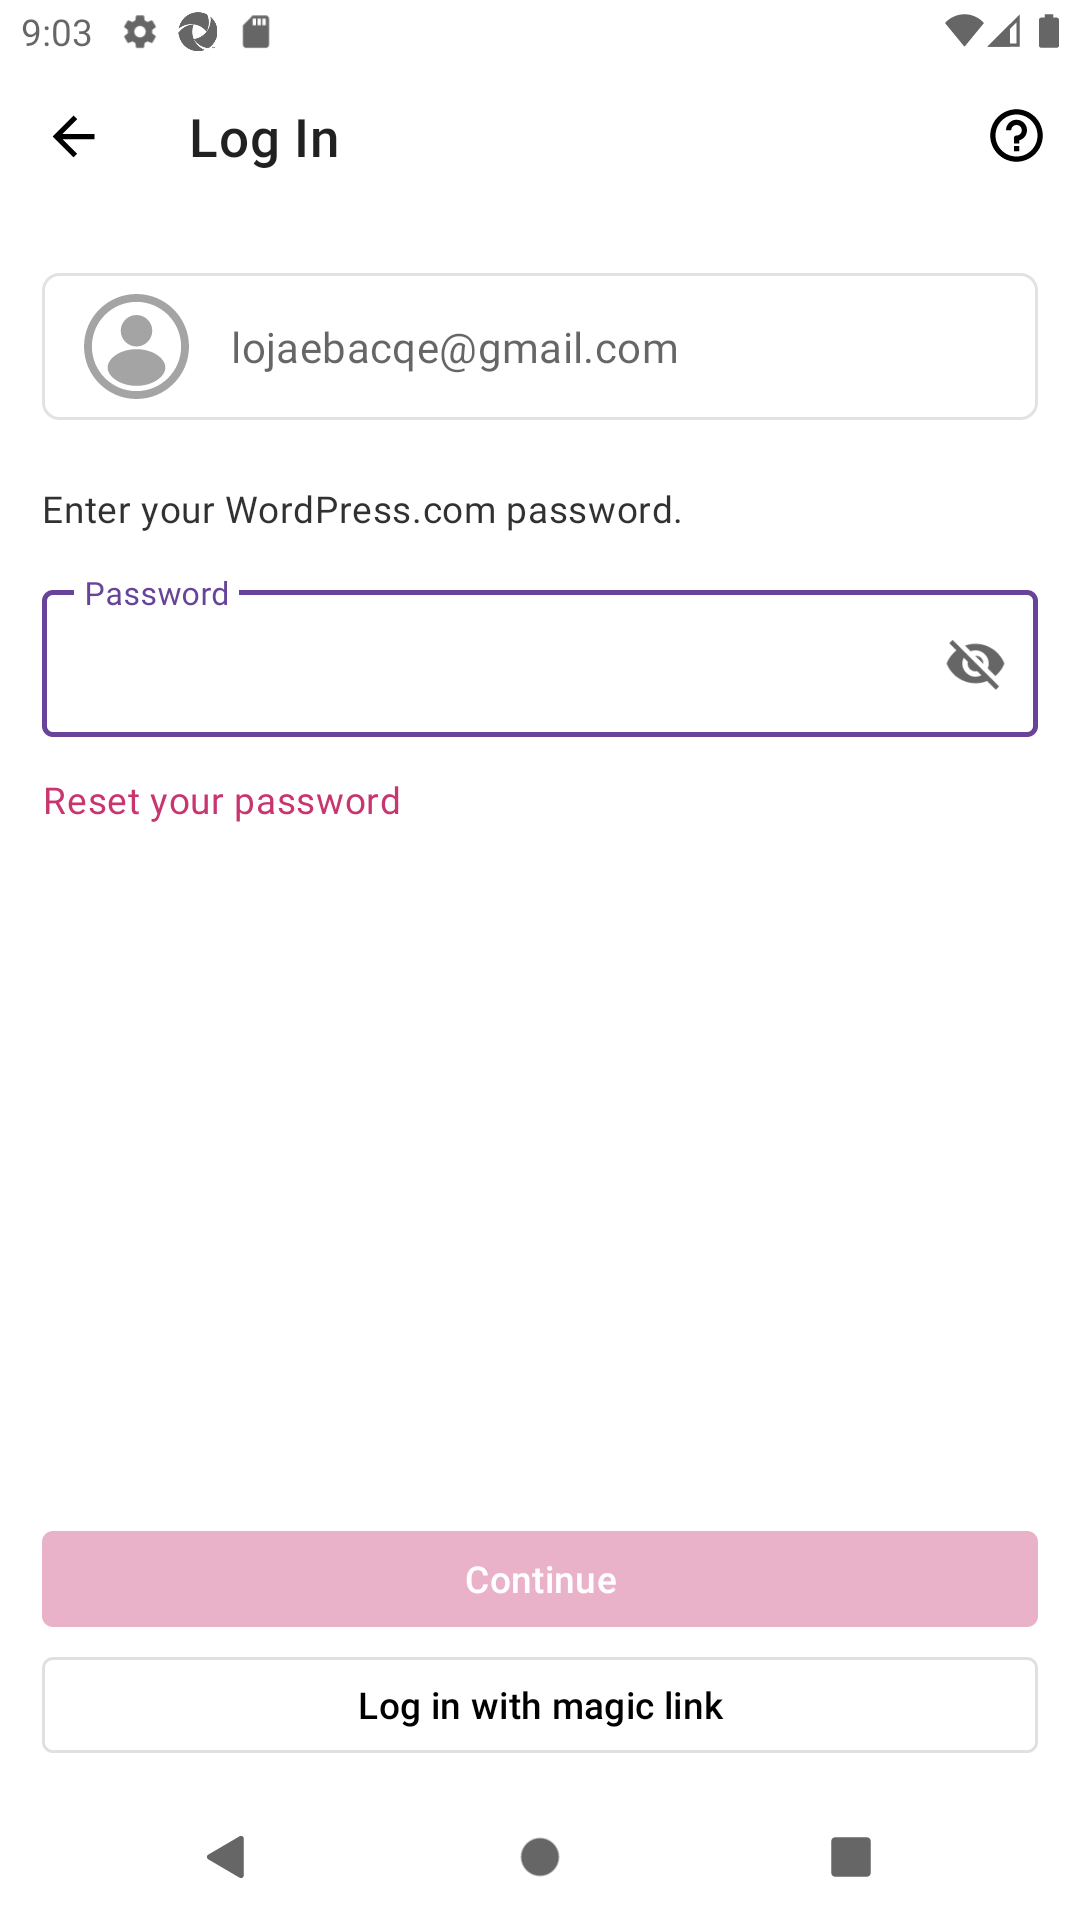 9:03
Log In
lojaebacqe@gmail.com
Enter your WordPress.com password.
Password
Reset your password
Continue
Log in with magic link